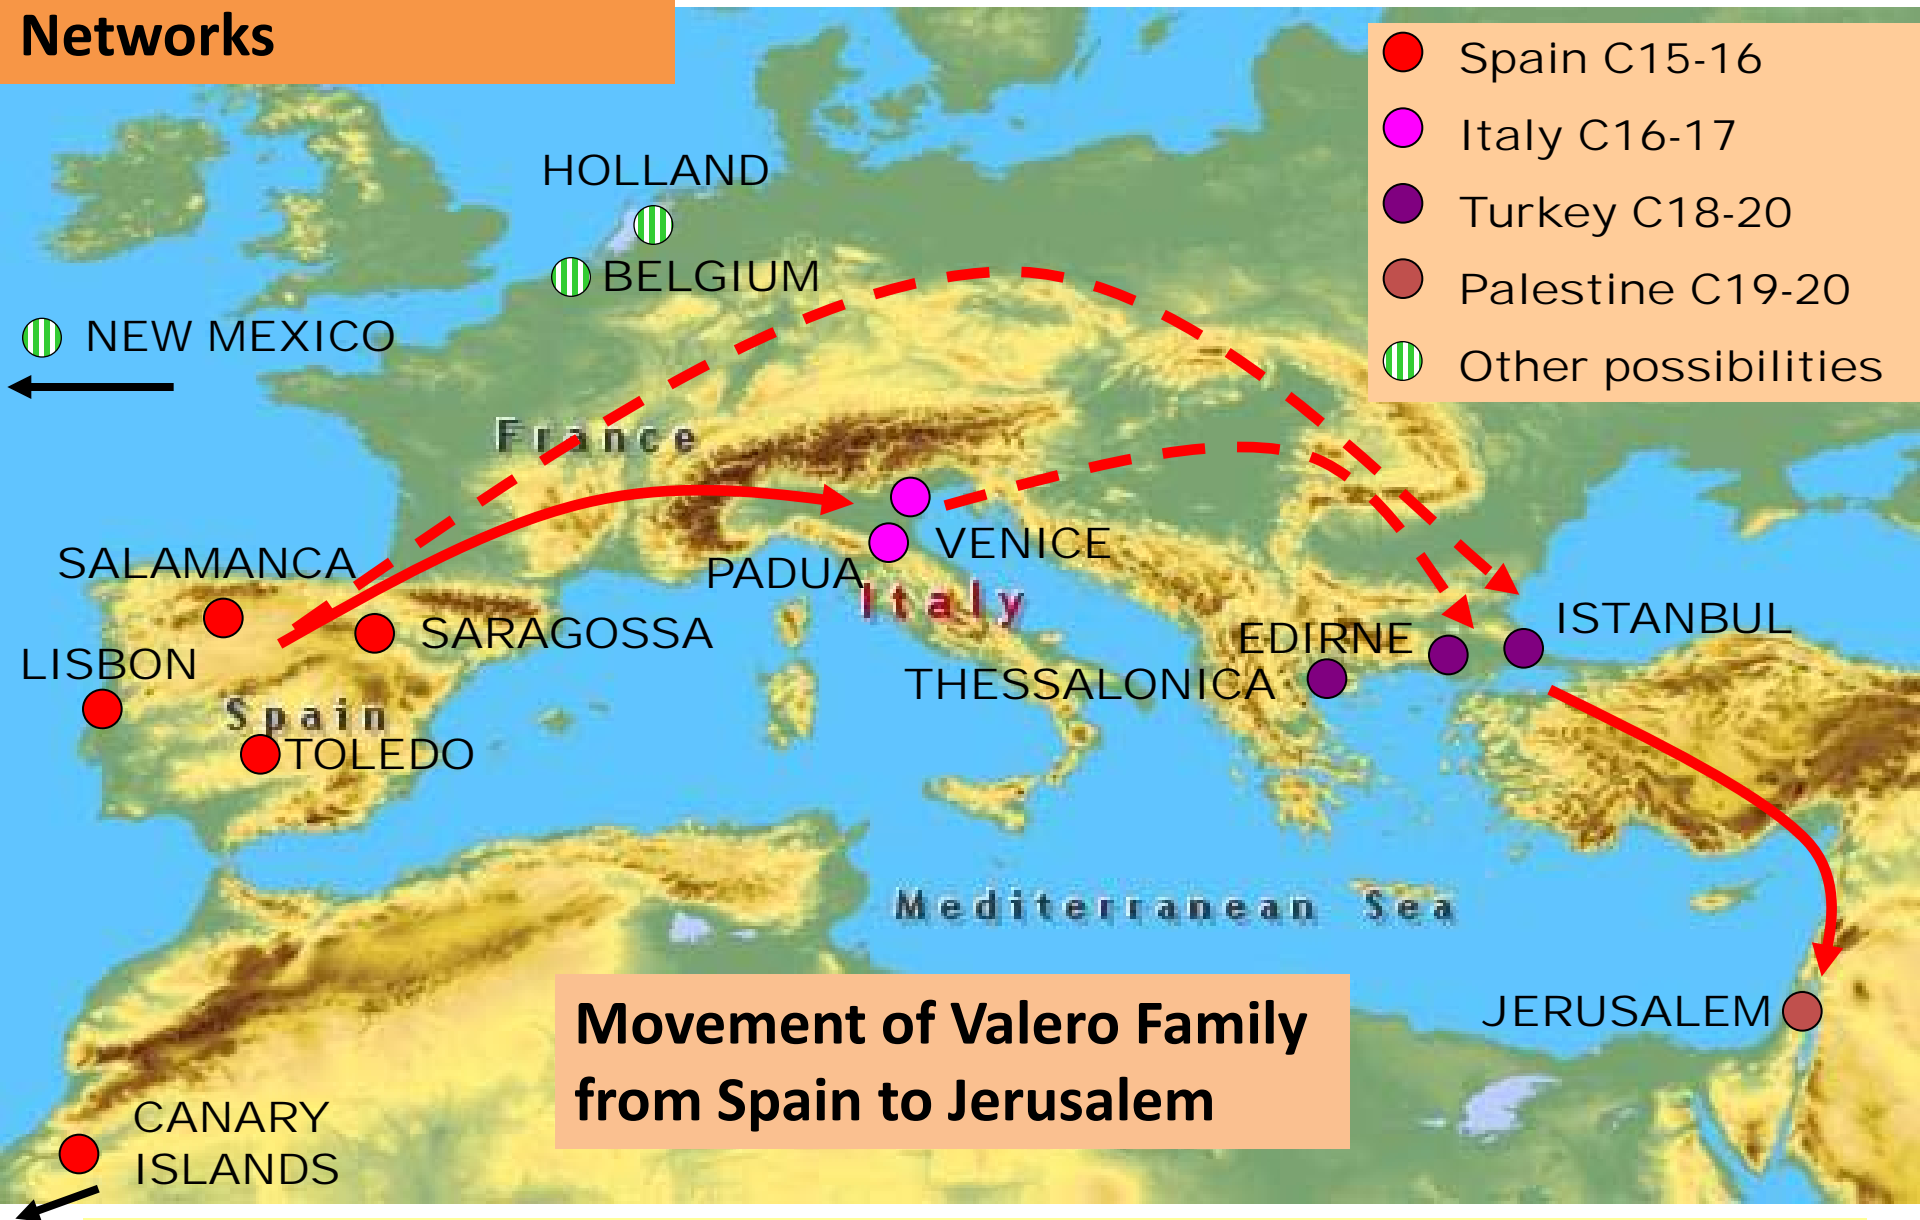 Networks
Spain C15-16
Italy C16-17
Turkey C18-20
Palestine C19-20
Other possibilities
HOLLAND
BELGIUM
NEW MEXICO
France
SALAMANCA
VENICE
PADUA
Italy
SARAGOSSA
ISTANBUL
EDIRNE
LISBON
THESSALONICA
Spain
TOLEDO
Mediterranean Sea
JERUSALEM
Movement of Valero Family
from Spain to Jerusalem
CANARY
ISLANDS